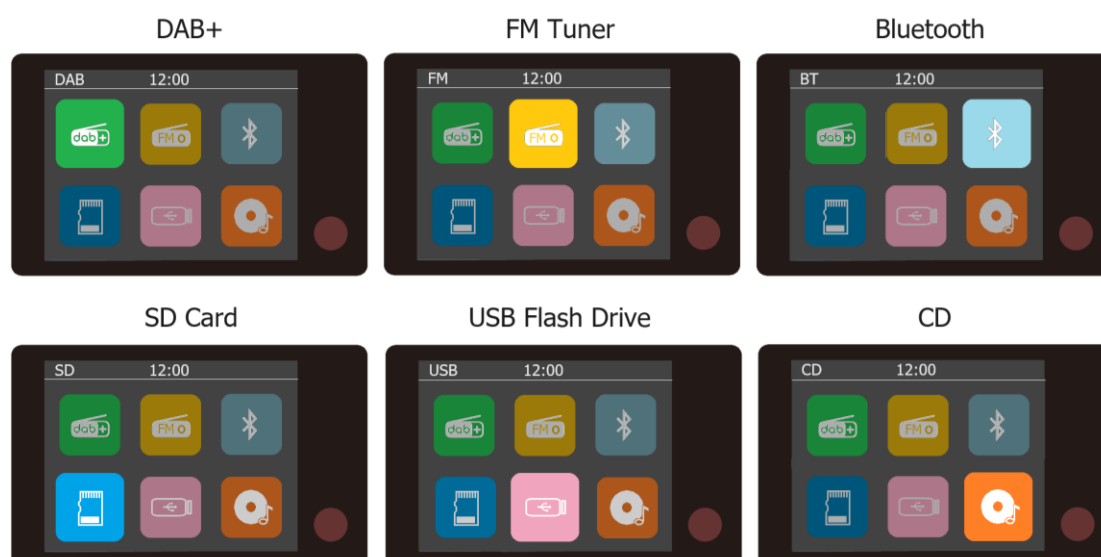 DAB+ FM Tuner Bluetooth
DAB 12:00 FM 12:00 BT 12:00
dab+ FM dab+ FM dab+ FM
SD Card USB Flash Drive CD
SD 12:00 USB 12:00 CD 12:00
dab+ FM dab+ FM dab+ FM